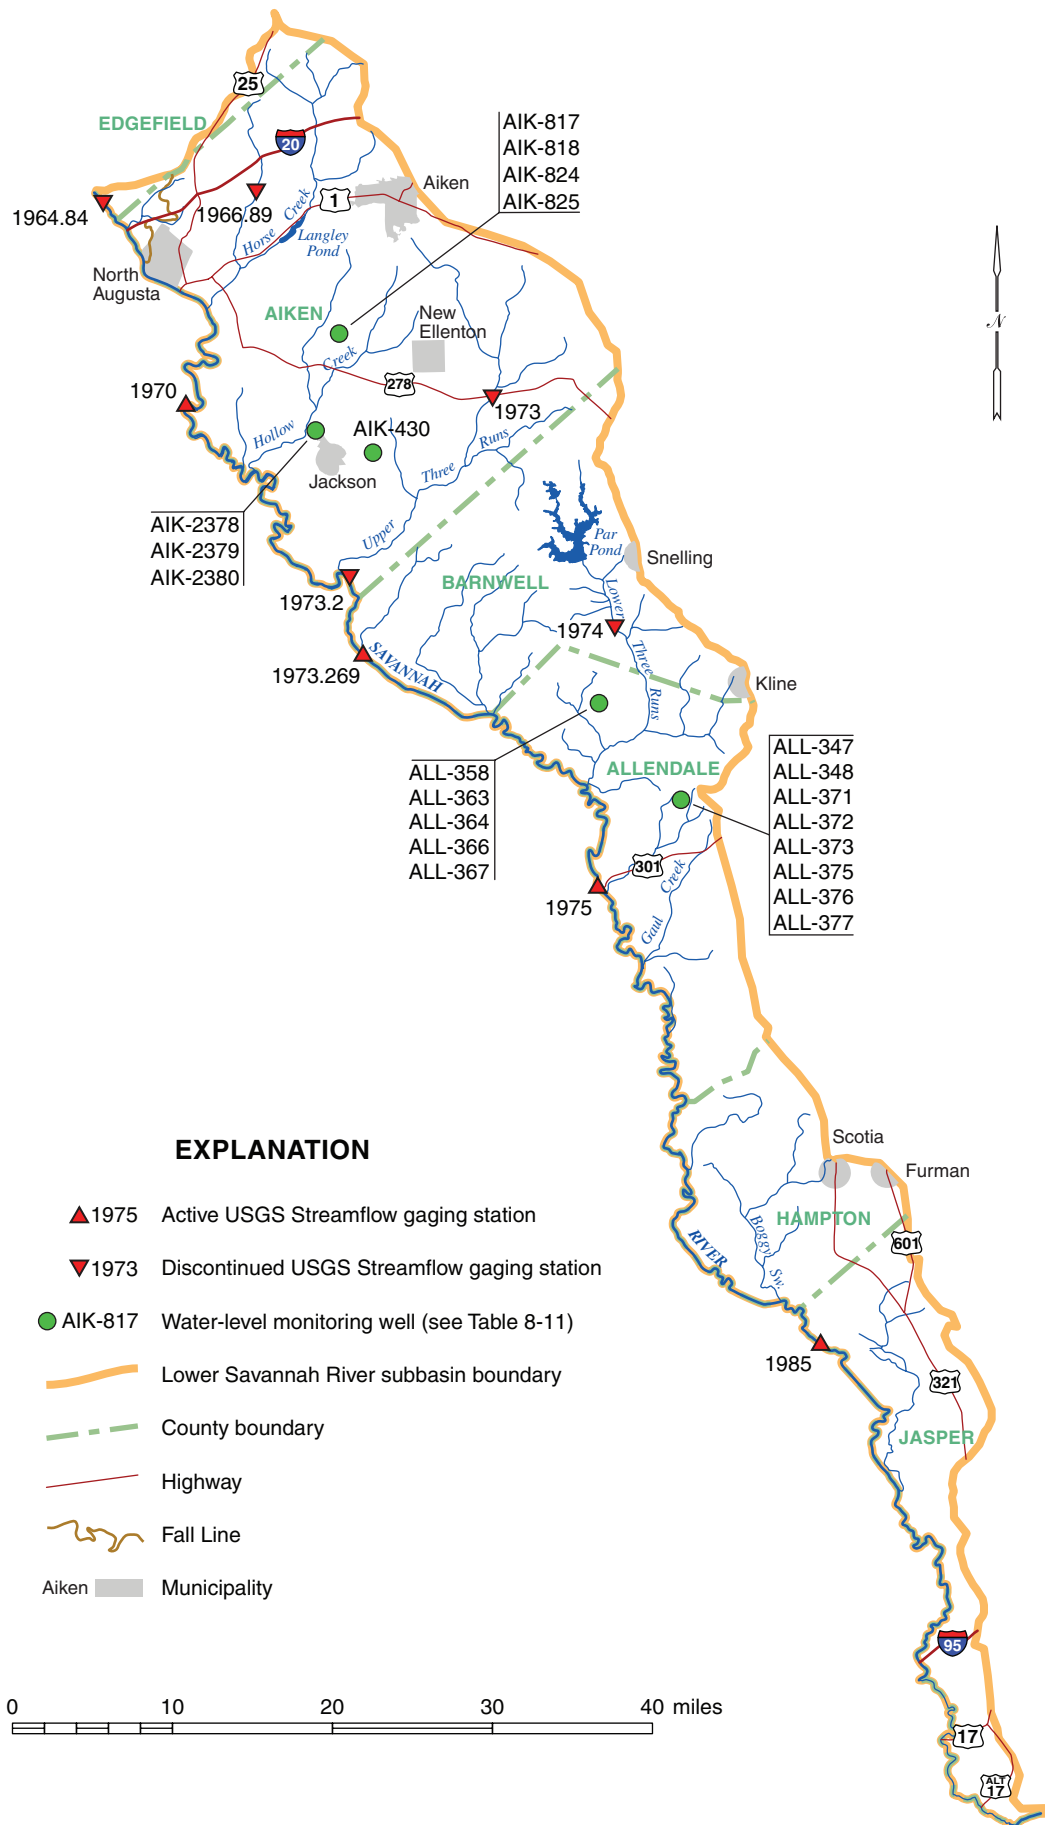 25
EDGEFIELD
20
AIK-817
AIK-818
AIK-824
AIK-825
Aiken
1
1964.84
1966.89
Horse Creek
Langley
Pond
North
Augusta
AIKEN
New
Ellenton
N
Creek
278
1970
1973
Hollow
AIK-430
Runs
Three
Jackson
AIK-2378
AIK-2379
AIK-2380
Upper
Par
Pond
Snelling
BARNWELL
1973.2
Lower
1974
1973.269
SAVANNAH
Three
Runs
Kline
ALL-358
ALL-363
ALL-364
ALL-366
ALL-367
ALLENDALE
ALL-347
ALL-348
ALL-371
ALL-372
ALL-373
ALL-375
ALL-376
ALL-377
301
Creek
1975
Gaul
EXPLANATION
Scotia
Furman
1975 Active USGS Streamflow gaging station
HAMPTON
Boggy
Sw.
RIVER
601
1973 Discontinued USGS Streamflow gaging station
AIK-817 Water-level monitoring well (see Table 8-11)
1985
Lower Savannah River subbasin boundary
321
County boundary
JASPER
Highway
Fall Line
Aiken Municipality
95
0 10 20 30 40 miles
17
ALT
17